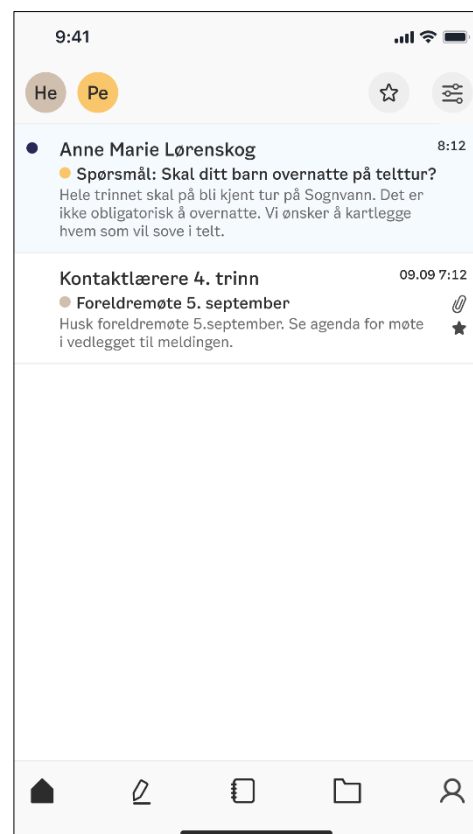 9:41
He Pe
Anne Marie Lørenskog 8:12
Spørsmål: Skal ditt barn overnatte på telttur?
Hele trinnet skal på bli kjent tur på Sognvann. Det er
ikke obligatorisk å overnatte. Vi ønsker å kartlegge
hvem som vil sove i telt.
Kontaktlærere 4. trinn 09.09 7:12
Foreldremøte 5. september
Husk foreldremøte 5.september. Se agenda for møte
i vedlegget til meldingen.